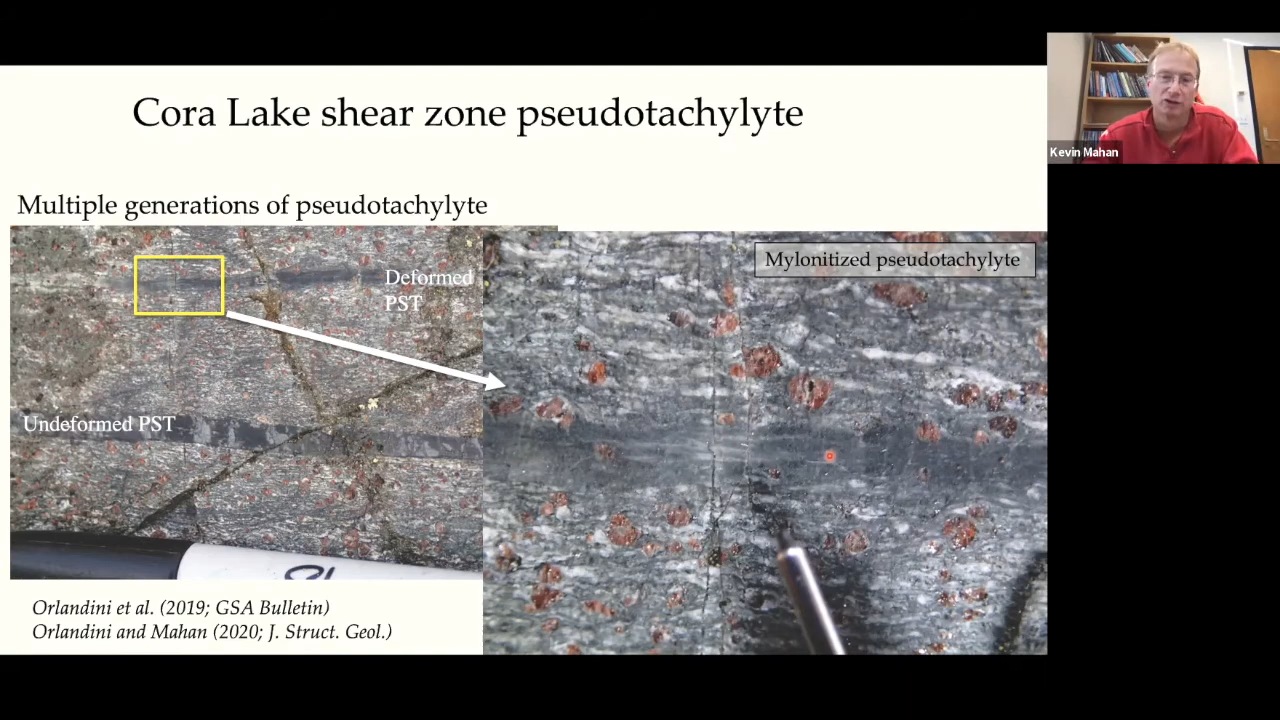 Cora Lake shear zone pseudotachylyte
Kevin Mahan
Multiple generations of pseudotachylyte
Mylonitized pseudotachylyte
Deformed
PST
Undeformed PST
Orlandini et al. (2019; GSA Bulletin)
Orlandini and Mahan (2020; J. Struct. Geol.)